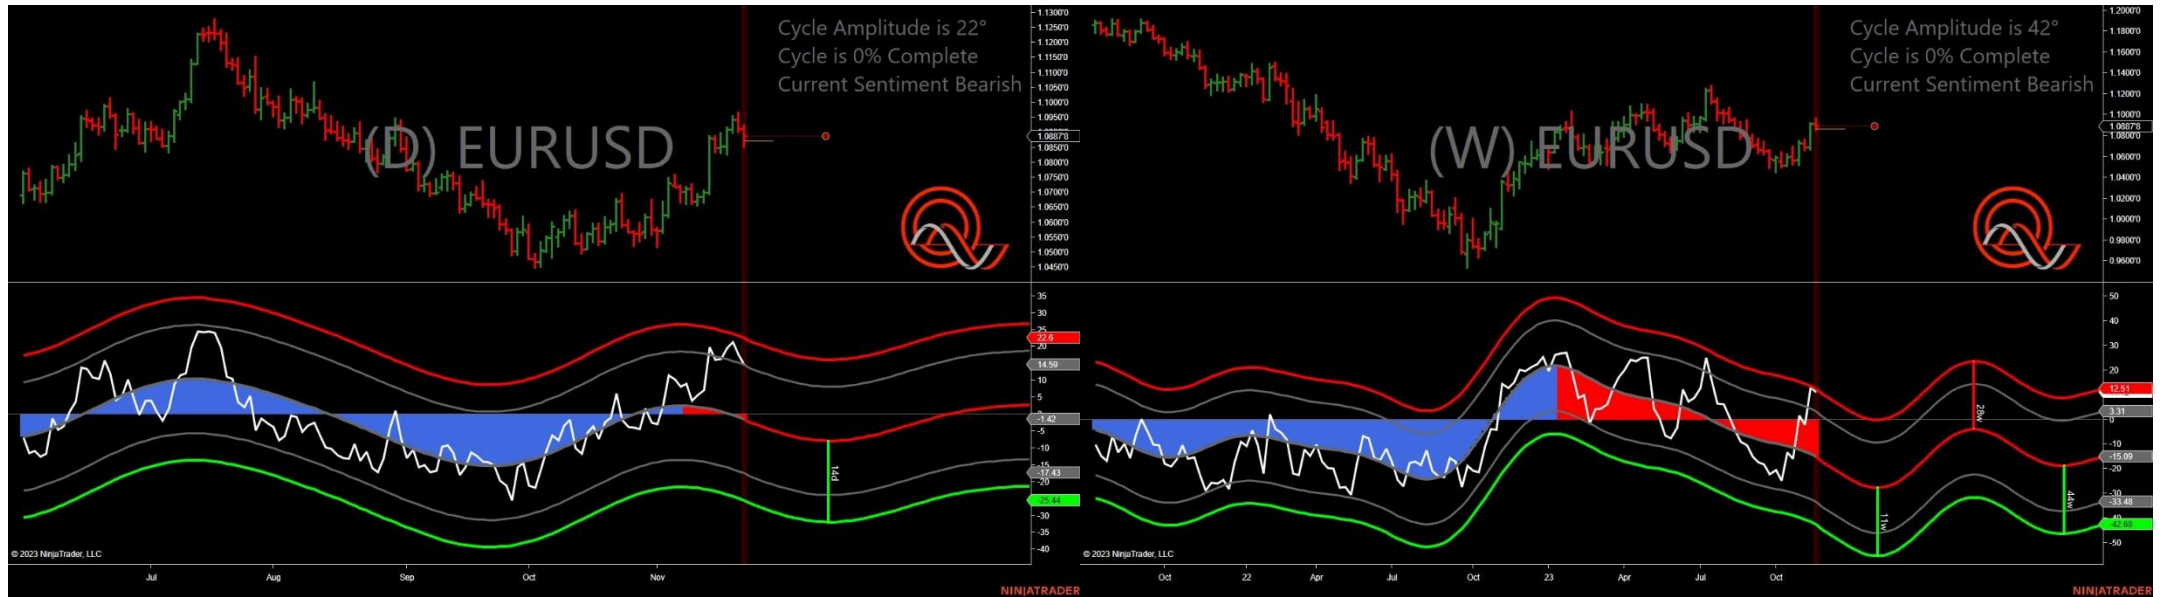 Cycle Amplitude is 22°
Cycle is 0% Complete
Current Sentiment Bearish
(D) EURUSD
1.1300'0
1.1250'0
1.1200'0
1.1150'0
1.1100'0
1.1050'0
1.1000'0
1.0950'0
1.0887'8
1.0850'0
1.0800'0
1.0750'0
1.0700'0
1.0650'0
1.0600'0
1.0550'0
1.0500'0
1.0450'0
35
30
25
22.6
20
14.59
10
5
0
-1.42
-5
-10
-15
-17.43
-20
-25.44
-30
-35
-40
14d
© 2023 NinjaTrader, LLC
Jul
Aug
Sep
Oct
Nov
NINJATRADER
Cycle Amplitude is 42°
Cycle is 0% Complete
Current Sentiment Bearish
(W) EURUSD
1.2000'0
1.1800'0
1.1600'0
1.1400'0
1.1200'0
1.1000'0
1.0887'8
1.0800'0
1.0600'0
1.0400'0
1.0200'0
1.0000'0
0.9800'0
0.9600'0
50
40
30
20
12.51
3.31
0
-10
-15.09
-20
-30
-33.48
-42.68
-50
28w
11w
44w
© 2023 NinjaTrader, LLC
Oct
22
Apr
Jul
Oct
23
Apr
Jul
Oct
NINJATRADER